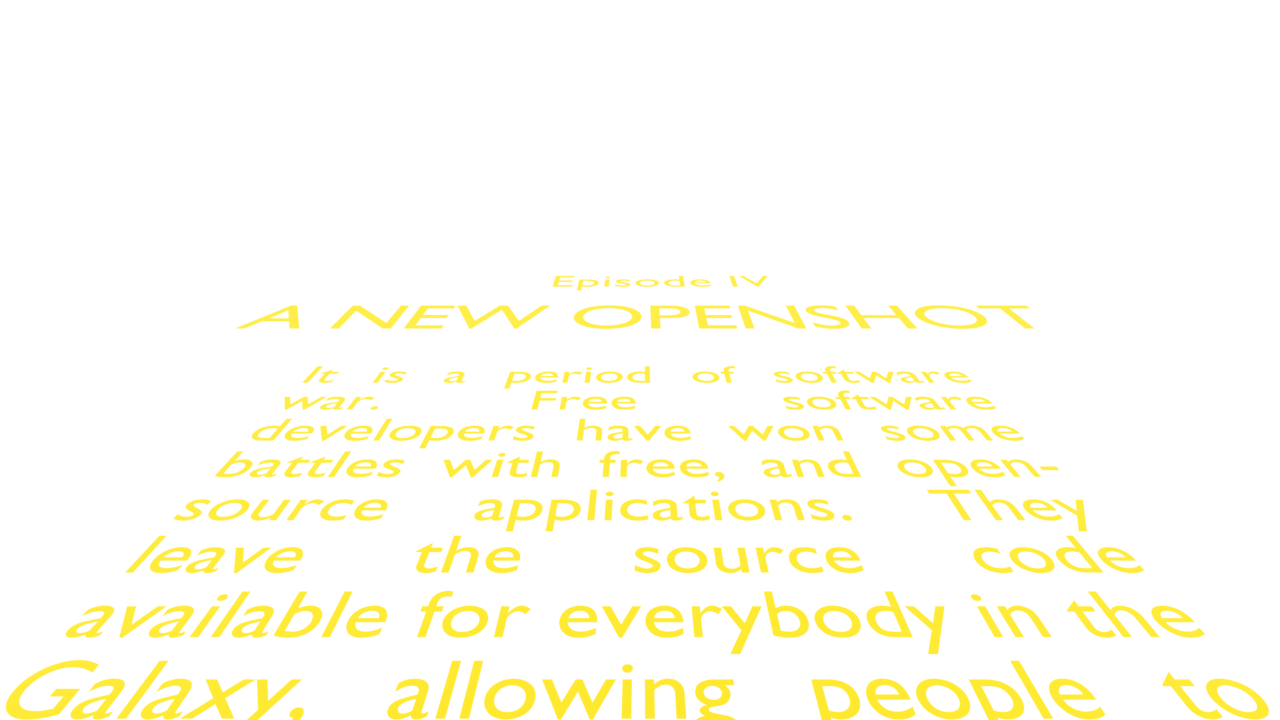 Episode IV
A NEW OPENSHOT
It is a period of software
war. Free software
developers have won some
battles with free, and open-
source applications. They
leave the source code
available for everybody in the
Galaxy, allowing people to